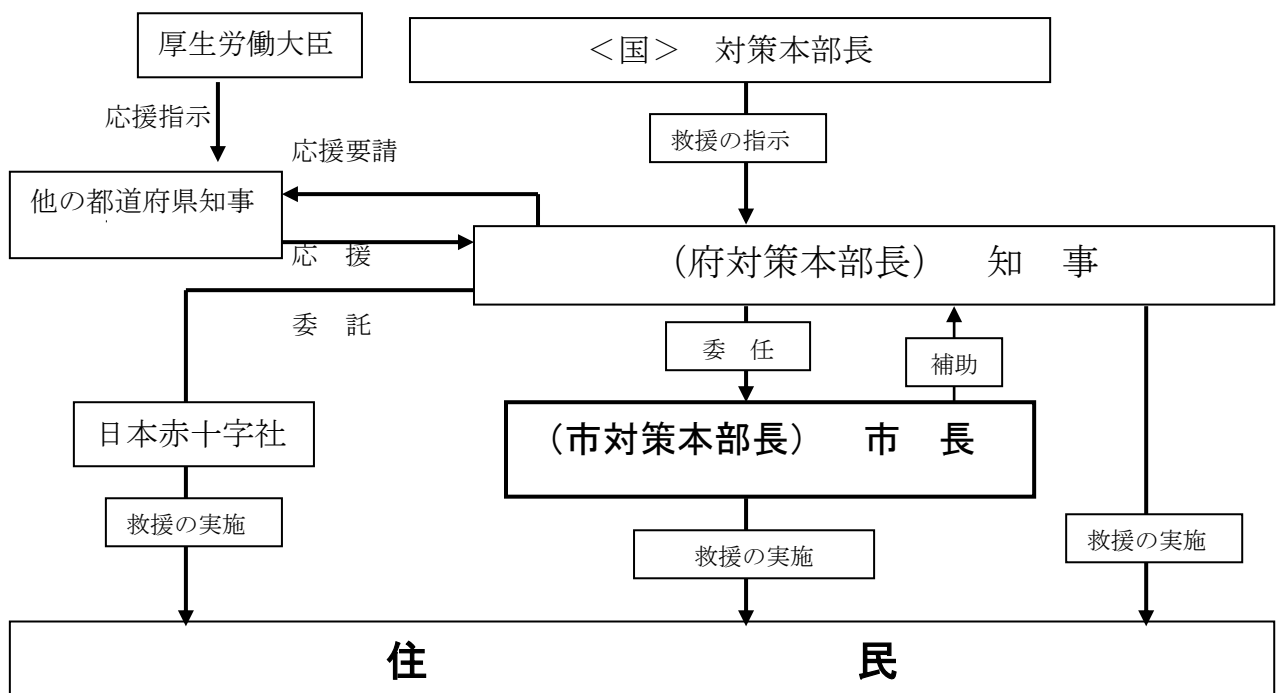 厚生労働大臣
＜国＞　対策本部長
応援指示
救援の指示
応援要請
他の都道府県知事
応　援
（府対策本部長）　知　事
委　託
委　任
補助
日本赤十字社
（市対策本部長）　市　長
救援の実施
救援の実施
救援の実施
住　民